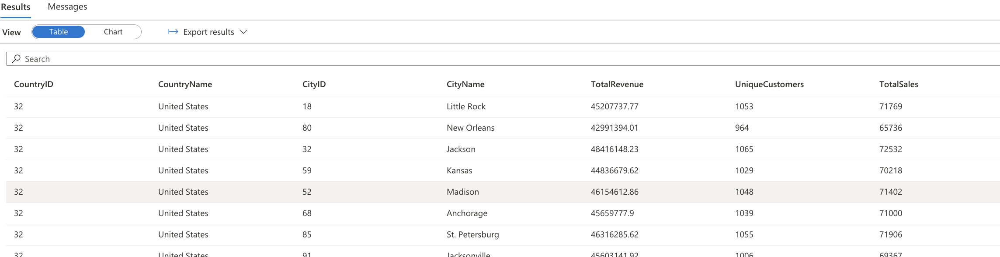 Results Messages
View Table Chart Export results
Search
CountryID CountryName CityID CityName TotalRevenue UniqueCustomers TotalSales
32 United States 18 Little Rock 45207737.77 1053 71769
32 United States 80 New Orleans 42991394.01 964 65736
32 United States 32 Jackson 48416148.23 1065 72532
32 United States 59 Kansas 44836679.62 1029 70218
32 United States 52 Madison 46154612.86 1048 71402
32 United States 68 Anchorage 45659777.9 1039 71000
32 United States 85 St. Petersburg 46316285.62 1055 71906
32 United States 91 Jacksonville 45603141.92 1006 69367